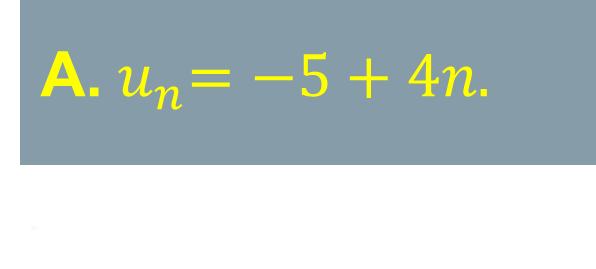 A. uₙ= −5 + 4n.